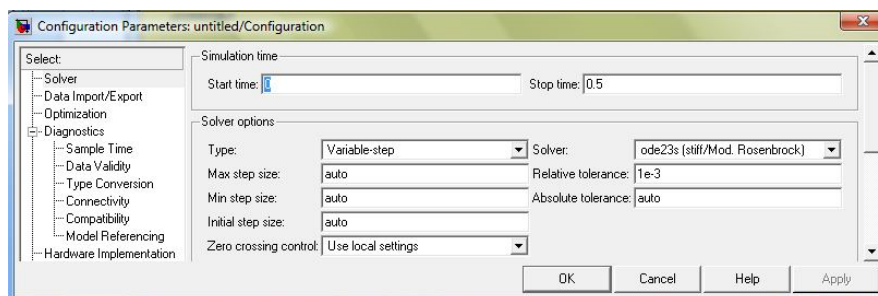 Configuration Parameters: untitled/Configuration
Select:
Solver
Data Import/Export
Optimization
Diagnostics
Sample Time
Data Validity
Type Conversion
Connectivity
Compatibility
Model Referencing
Hardware Implementation
Simulation time
Start time: 0 Stop time: 0.5
Solver options
Type: Variable-step Solver: ode23s (stiff/Mod. Rosenbrock)
Max step size: auto Relative tolerance: 1e-3
Min step size: auto Absolute tolerance: auto
Initial step size: auto
Zero crossing control: Use local settings
OK Cancel Help Apply